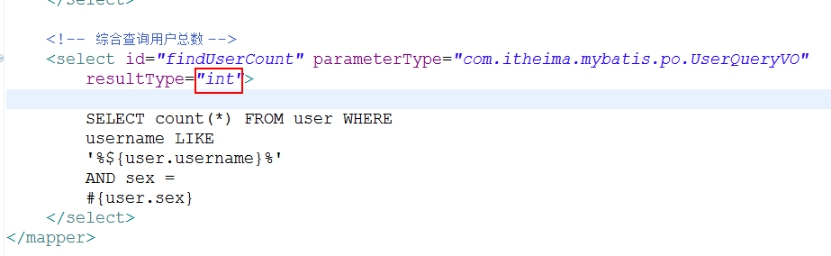 </select>
<!-- 综合查询用户总数 -->
<select id="findUserCount" parameterType="com.itheima.mybatis.po.UserQueryVO"
resultType="int">
SELECT count(*) FROM user WHERE
username LIKE
'%${user.username}%'
AND sex =
#{user.sex}
</select>
</mapper>